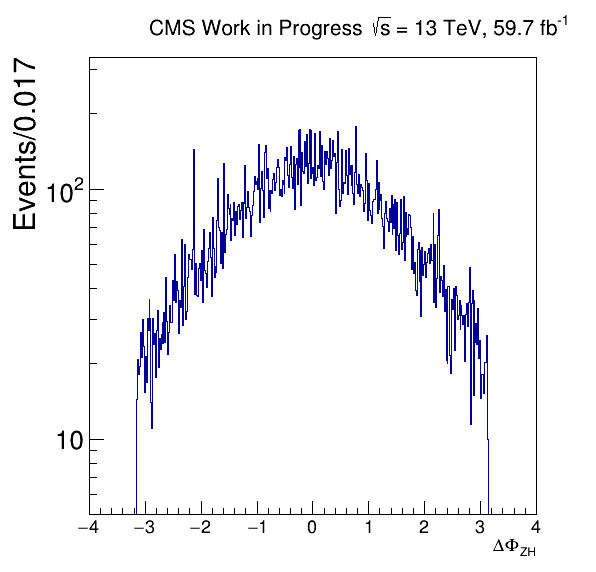 CMS Work in Progress √s = 13 TeV, 59.7 fb⁻¹
Events/0.017
10²
10
−4 −3 −2 −1 0 1 2 3 4
ΔΦ_ZH